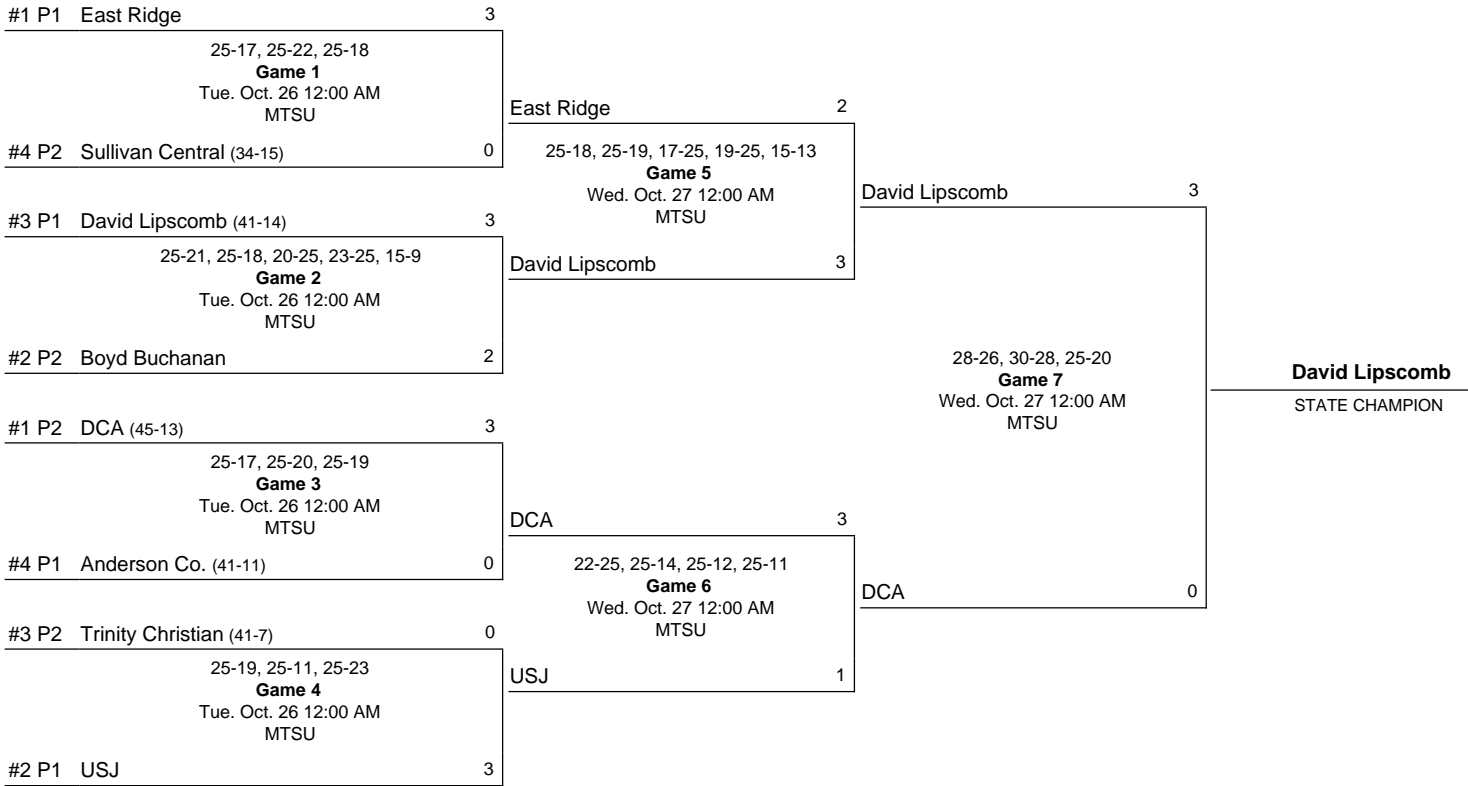 #1 P1 East Ridge 3
25-17, 25-22, 25-18
Game 1
Tue. Oct. 26 12:00 AM
MTSU
#4 P2 Sullivan Central (34-15) 0
#3 P1 David Lipscomb (41-14) 3
25-21, 25-18, 20-25, 23-25, 15-9
Game 2
Tue. Oct. 26 12:00 AM
MTSU
#2 P2 Boyd Buchanan 2
#1 P2 DCA (45-13) 3
25-17, 25-20, 25-19
Game 3
Tue. Oct. 26 12:00 AM
MTSU
#4 P1 Anderson Co. (41-11) 0
#3 P2 Trinity Christian (41-7) 0
25-19, 25-11, 25-23
Game 4
Tue. Oct. 26 12:00 AM
MTSU
#2 P1 USJ 3
East Ridge 2
25-18, 25-19, 17-25, 19-25, 15-13
Game 5
Wed. Oct. 27 12:00 AM
MTSU
David Lipscomb 3
DCA 3
22-25, 25-14, 25-12, 25-11
Game 6
Wed. Oct. 27 12:00 AM
MTSU
USJ 1
David Lipscomb 3
28-26, 30-28, 25-20
Game 7
Wed. Oct. 27 12:00 AM
MTSU
DCA 0
David Lipscomb
STATE CHAMPION